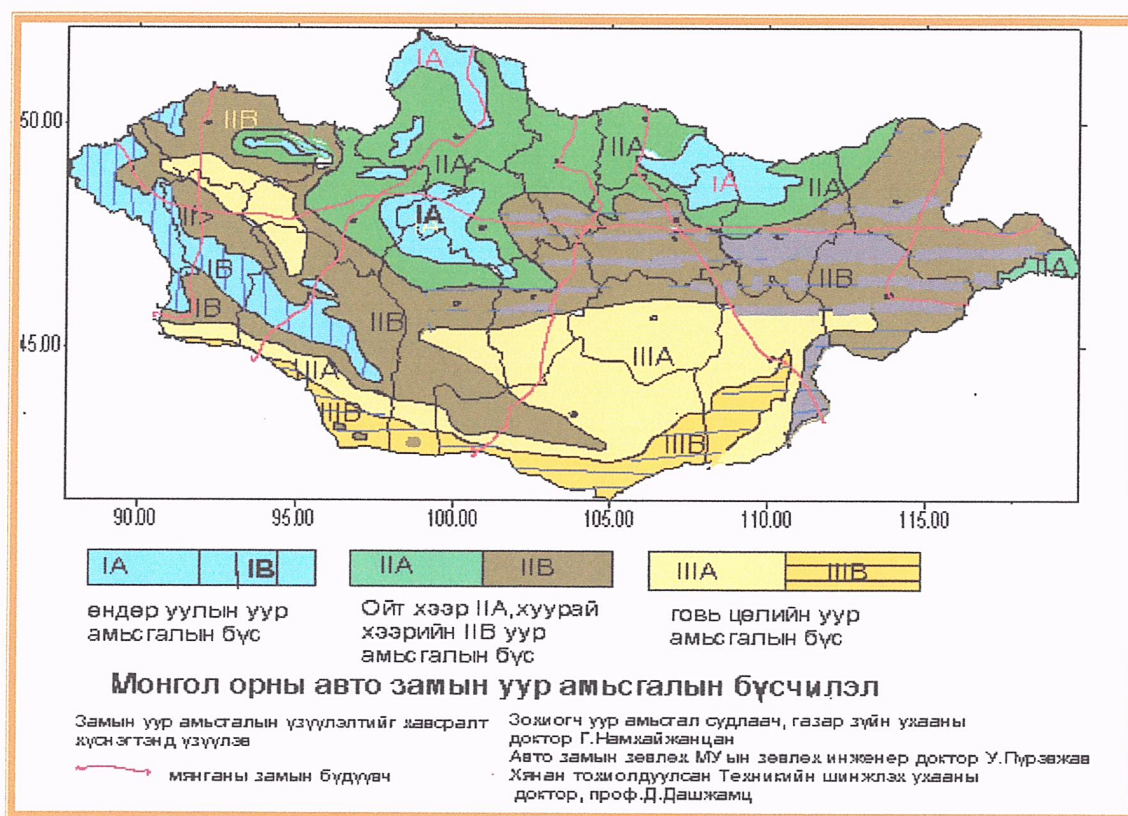 IA
50.00
IIB
IIA
IIA
IA
IIA
IA
IIB
IIA
IB
IIB
IIB
45.00
IIIA
IIIA
IIIB
IIIB
90.00 95.00 100.00 105.00 110.00 115.00
IA IB IIA IIB IIIA IIIB
өндөр уулын уур
амьсгалын бүс
Ойт хээр IIA,хуурай
хээрийн IIB уур
амьсгалын бүс
говь цөлийн уур
амьсгалын бүс
Монгол орны авто замын уур амьсгалын бүсчилэл
Замын уур амьсгалын үзүүлэлтийг хавсралт
хүснэгтэнд үзүүлэв
мянганы замын бүдүүвч
Зохиогч уур амьсгал судлаач, газар зүйн ухааны
доктор Г.Намхайжанцан
Авто замын зөвлөх МУ ын зөвлөх инженер доктор У.Пүрэвжав
Хянан тохиолдуулсан Техникийн шинжлэх ухааны
доктор, проф.Д.Дашжамц